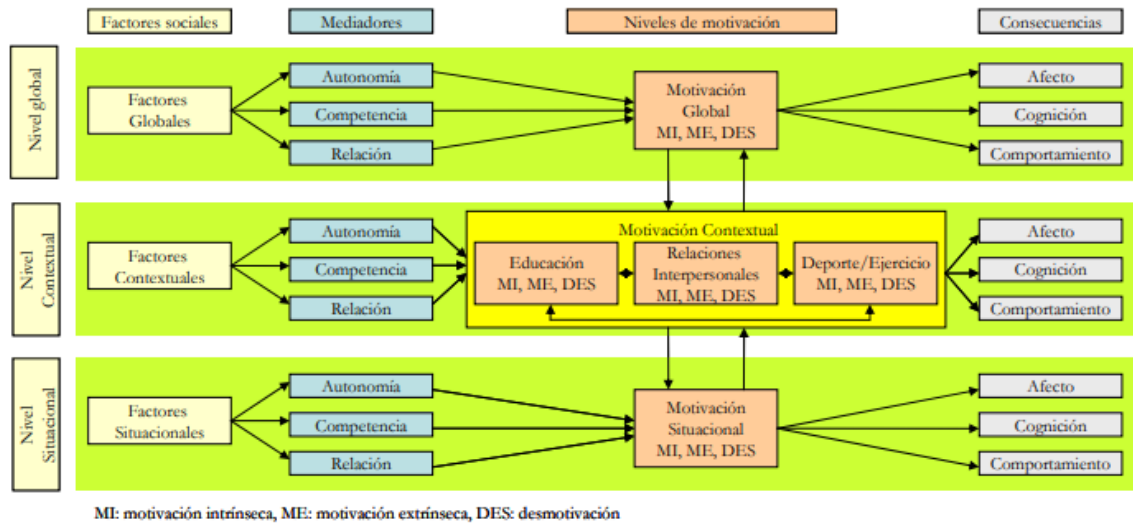 Factores sociales
Mediadores
Niveles de motivación
Consecuencias
Nivel global
Factores
Globales
Autonomía
Competencia
Relación
Motivación
Global
MI, ME, DES
Afecto
Cognición
Comportamiento
Nivel
Contextual
Factores
Contextuales
Autonomía
Competencia
Relación
Motivación Contextual
Educación
MI, ME, DES
Relaciones
Interpersonales
MI, ME, DES
Deporte/Ejercicio
MI, ME, DES
Afecto
Cognición
Comportamiento
Nivel
Situacional
Factores
Situacionales
Autonomía
Competencia
Relación
Motivación
Situacional
MI, ME, DES
Afecto
Cognición
Comportamiento
MI: motivación intrínseca, ME: motivación extrínseca, DES: desmotivación